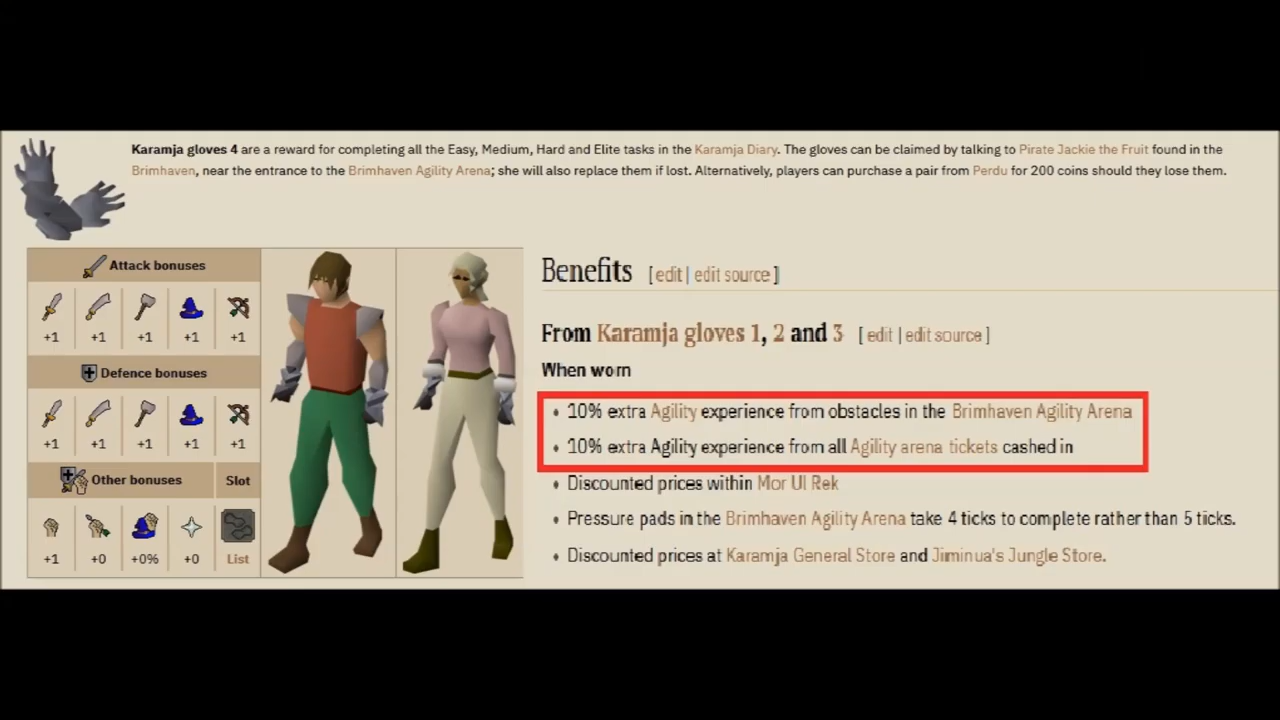 Karamja gloves 4 are a reward for completing all the Easy, Medium, Hard and Elite tasks in the Karamja Diary. The gloves can be claimed by talking to Pirate Jackie the Fruit found in the
Brimhaven, near the entrance to the Brimhaven Agility Arena; she will also replace them if lost. Alternatively, players can purchase a pair from Perdu for 200 coins should they lose them.
Attack bonuses
+1 +1 +1 +1 +1
Defence bonuses
+1 +1 +1 +1 +1
Other bonuses Slot
+1 +0 +0% +0 List
Benefits [edit | edit source]
From Karamja gloves 1, 2 and 3 [ edit | edit source ]
When worn
• 10% extra Agility experience from obstacles in the Brimhaven Agility Arena
• 10% extra Agility experience from all Agility arena tickets cashed in
• Discounted prices within Mor Ul Rek
• Pressure pads in the Brimhaven Agility Arena take 4 ticks to complete rather than 5 ticks.
• Discounted prices at Karamja General Store and Jiminua's Jungle Store.